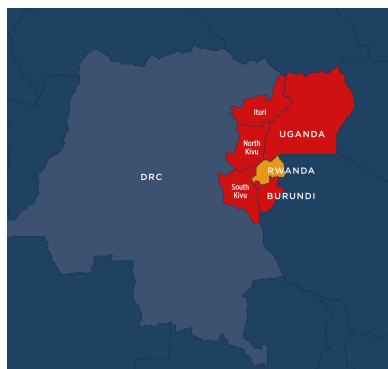 Ituri
UGANDA
North
Kivu
RWANDA
DRC
South
Kivu
BURUNDI